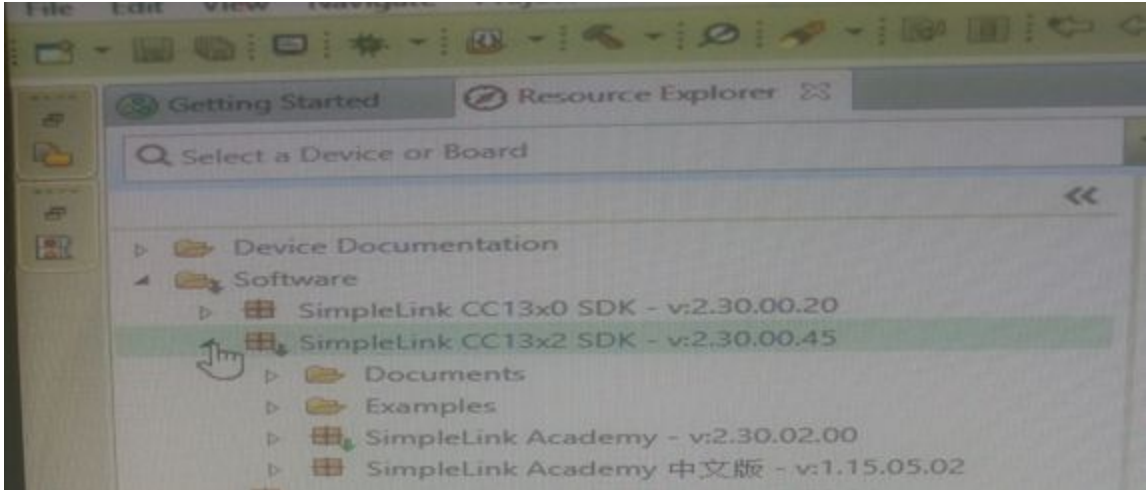 File Edit View Navigate
Getting Started Resource Explorer
Select a Device or Board
Device Documentation
Software
SimpleLink CC13x0 SDK - v:2.30.00.20
SimpleLink CC13x2 SDK - v:2.30.00.45
Documents
Examples
SimpleLink Academy - v:2.30.02.00
SimpleLink Academy 中文版 - v:1.15.05.02